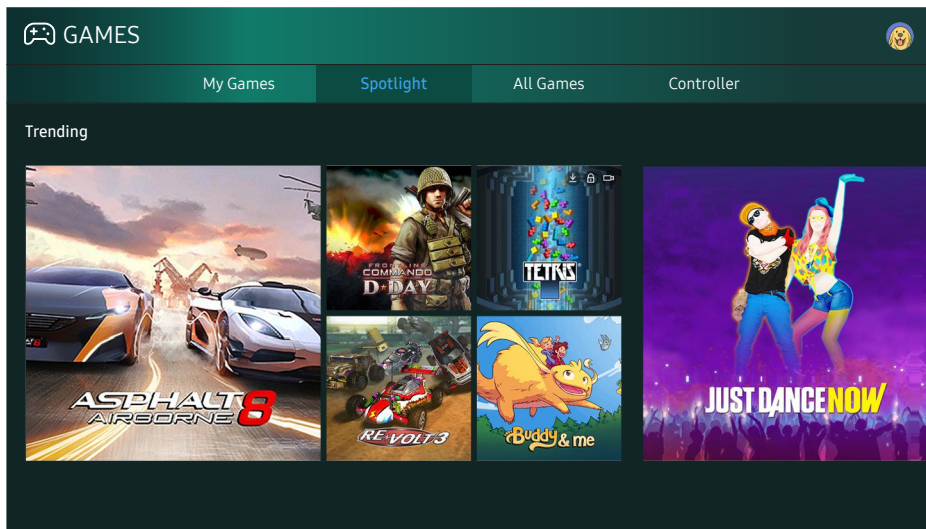 GAMES
My Games
Spotlight
All Games
Controller
Trending
ASPHALT 8
AIRBORNE
FRONTLINE
COMMANDO
D★DAY
TETRIS
RE-VOLT 3
Buddy & me
JUST DANCE NOW